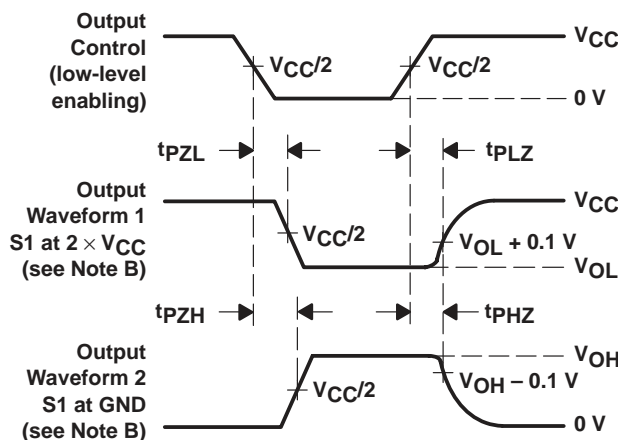 Output
Control
(low-level
enabling)
VCC/2
VCC/2
VCC
0 V
tPZL
tPLZ
Output
Waveform 1
S1 at 2 × VCC
(see Note B)
VCC/2
VCC
VOL + 0.1 V
VOL
tPZH
tPHZ
Output
Waveform 2
S1 at GND
(see Note B)
VCC/2
VOH
VOH – 0.1 V
0 V